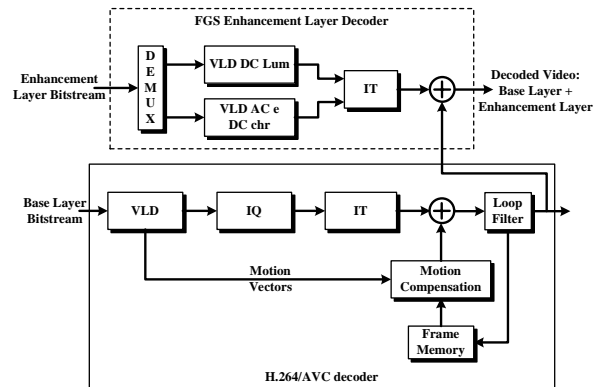 FGS Enhancement Layer Decoder
Enhancement
Layer Bitstream
D
E
M
U
X
VLD DC Lum
VLD AC e
DC chr
IT
Decoded Video:
Base Layer +
Enhancement Layer
Base Layer
Bitstream
VLD
IQ
IT
Loop
Filter
Motion
Vectors
Motion
Compensation
Frame
Memory
H.264/AVC decoder